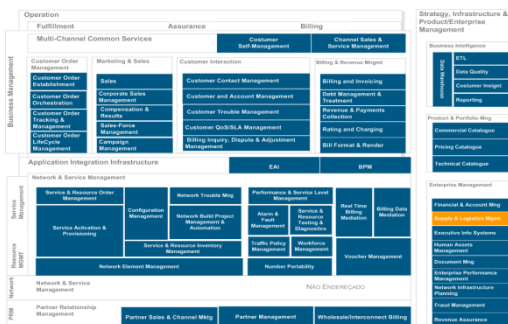 Operation
Fulfillment Assurance Billing
Multi-Channel Common Services
Costumer
Self-Management
Channel Sales &
Service Management
Business Management
Customer Order
Management
Customer Order
Establishment
Customer Order
Orchestration
Customer Order
Tracking &
Management
Customer Order
LifeCycle
Management
Marketing & Sales
Sales
Corporate Sales
Management
Compensation &
Results
Sales-Force
Management
Campaign
Management
Customer Interaction
Customer Contact Management
Customer and Account Management
Customer Trouble Management
Customer QoS/SLA Management
Billing Inquiry, Dispute & Adjustment
Management
Billing & Revenue Mngmt
Billing and Invoicing
Debt Management &
Treatment
Revenue & Payments
Collection
Rating and Charging
Bill Format & Render
Application Integration Infrastructure
EAI
BPM
Network & Service Management
Service
Management
Resource
MGMT
Service & Resource Order
Management
Service Activation &
Provisioning
Configuration
Management
Network Trouble Mng
Network Build Project
Management &
Automation
Service & Resource Inventory
Management
Network Element Management
Performance & Service Level
Management
Alarm &
Fault
Management
Service &
Resource
Testing &
Diagnostics
Traffic Policy
Management
Workforce
Management
Number Portability
Real Time
Billing
Mediation
Billing Data
Mediation
Voucher Management
Network
Network & Service
Management
NÃO ENDEREÇADO
PRM
Partner Relationship
Management
Partner Sales & Channel Mktg
Partner Management
Wholesale/Interconnect Billing
Strategy, Infrastructure &
Product/Enterprise
Management
Business Intelligence
Data Warehouse
ETL
Data Quality
Costumer Insignt
Reporting
Product & Portfolio Mng
Commercial Catalogue
Pricing Catalogue
Technical Catalogue
Enterprise Management
Financial & Account Mng
Supply & Logistics Mgmt
Executive Info Systems
Human Assets
Management
Document Mng
Enterprise Performance
Management
Network Infrastructure
Planning
Fraud Management
Revenue Assurance